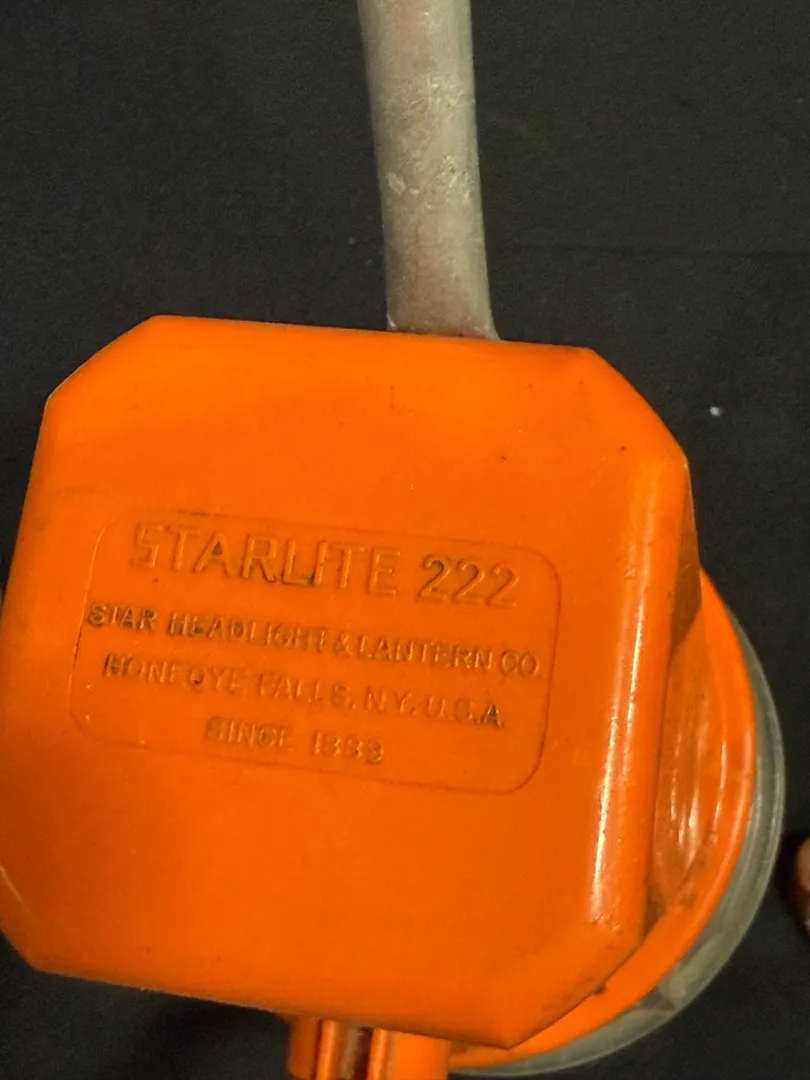 STARLITE 222
STAR HEADLIGHT & LANTERN CO.
HONEOYE FALLS, N.Y. U.S.A.
SINCE 1889